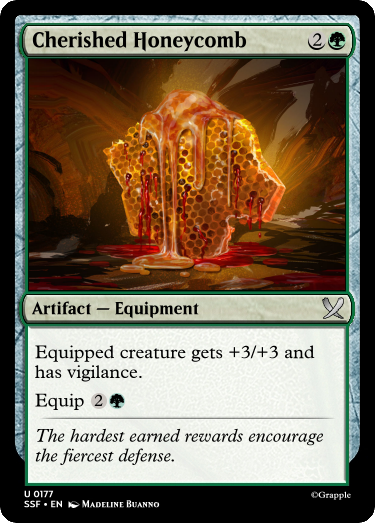 Cherished Honeycomb 2
Artifact — Equipment
Equipped creature gets +3/+3 and
has vigilance.
Equip 2
The hardest earned rewards encourage
the fiercest defense.
U 0177
SSF • EN Madeline Buanno
©Grapple